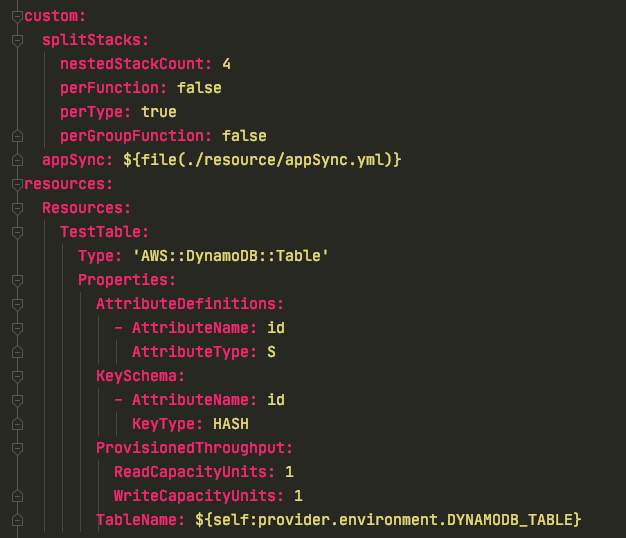 custom:
  splitStacks:
    nestedStackCount: 4
    perFunction: false
    perType: true
    perGroupFunction: false
  appSync: ${file(./resource/appSync.yml)}
resources:
  Resources:
    TestTable:
      Type: 'AWS::DynamoDB::Table'
      Properties:
        AttributeDefinitions:
          - AttributeName: id
            AttributeType: S
        KeySchema:
          - AttributeName: id
            KeyType: HASH
        ProvisionedThroughput:
          ReadCapacityUnits: 1
          WriteCapacityUnits: 1
        TableName: ${self:provider.environment.DYNAMODB_TABLE}